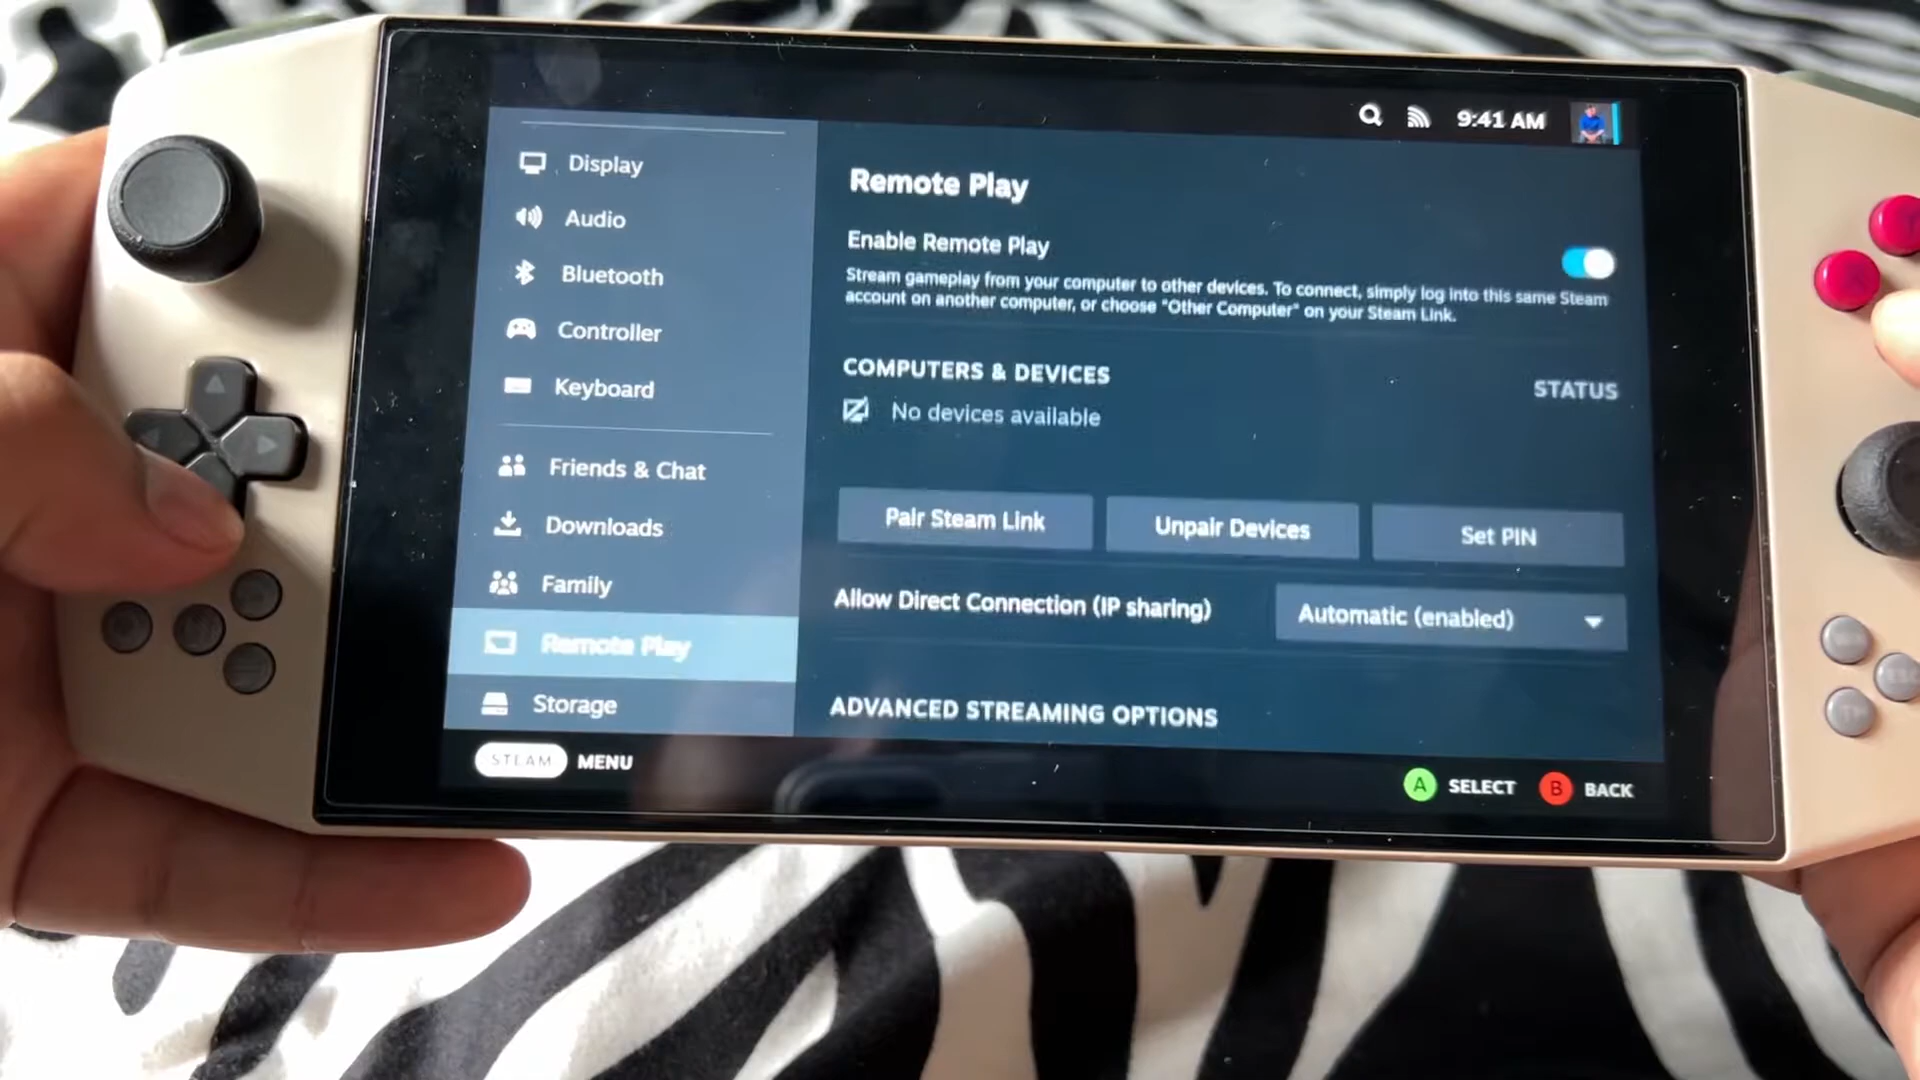 9:41 AM
Display
Audio
Bluetooth
Controller
Keyboard
Friends & Chat
Downloads
Family
Remote Play
Storage
Remote Play
Enable Remote Play
Stream gameplay from your computer to other devices. To connect, simply log into this same Steam
account on another computer, or choose "Other Computer" on your Steam Link.
COMPUTERS & DEVICES
STATUS
No devices available
Pair Steam Link
Unpair Devices
Set PIN
Allow Direct Connection (IP sharing)
Automatic (enabled)
ADVANCED STREAMING OPTIONS
STEAM MENU
A SELECT B BACK